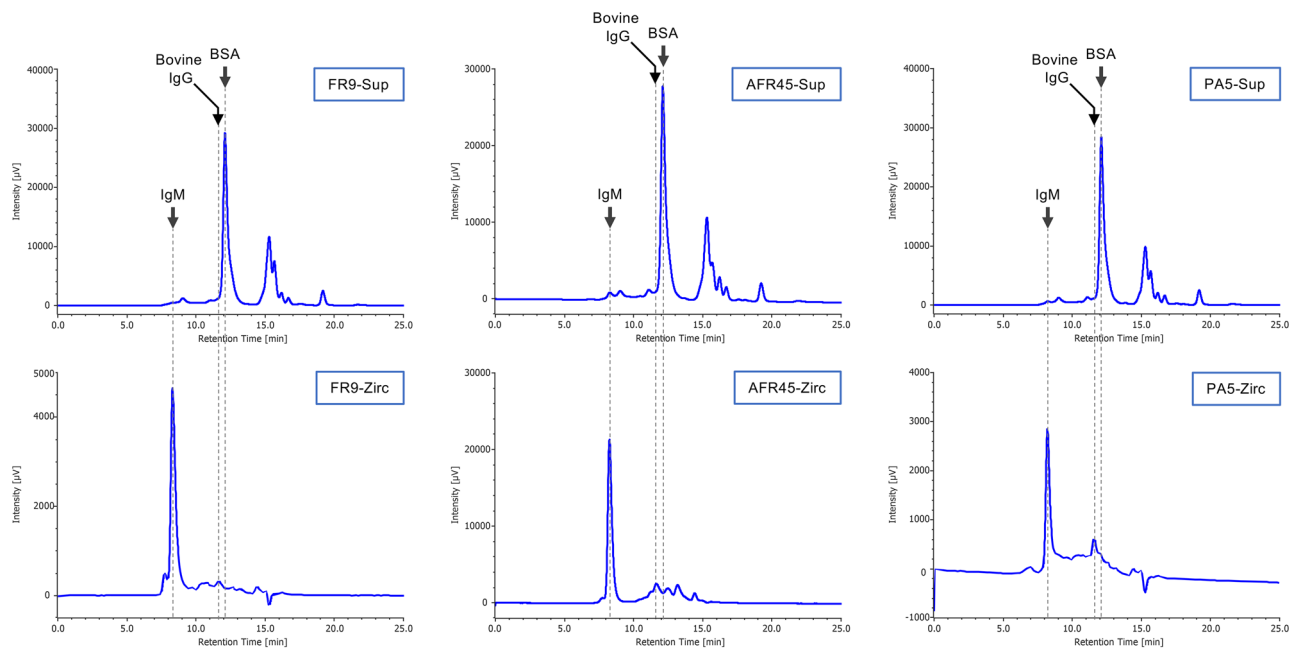 Bovine
IgG
BSA
FR9-Sup
IgM
Intensity [µV]
40000
30000
20000
10000
0
0.0 5.0 10.0 15.0 20.0 25.0
Retention Time [min]
Bovine
IgG
BSA
AFR45-Sup
IgM
Intensity [µV]
30000
20000
10000
0
0.0 5.0 10.0 15.0 20.0 25.0
Retention Time [min]
Bovine
IgG
BSA
PA5-Sup
IgM
Intensity [µV]
40000
30000
20000
10000
0
0.0 5.0 10.0 15.0 20.0 25.0
Retention Time [min]
FR9-Zirc
Intensity [µV]
5000
4000
2000
0
0.0 5.0 10.0 15.0 20.0 25.0
Retention Time [min]
AFR45-Zirc
Intensity [µV]
30000
20000
10000
0
0.0 5.0 10.0 15.0 20.0 25.0
Retention Time [min]
PA5-Zirc
Intensity [µV]
4000
3000
2000
1000
0
-1000
0.0 5.0 10.0 15.0 20.0 25.0
Retention Time [min]